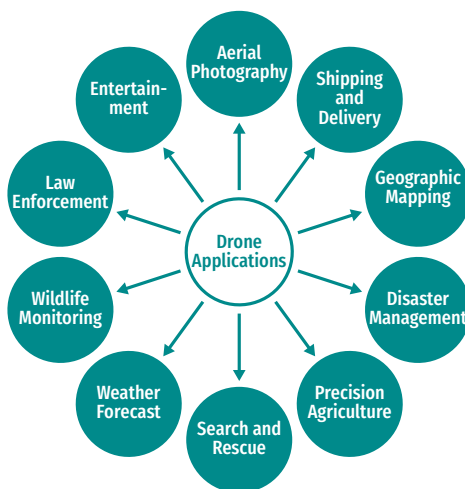 Aerial
Photography
Shipping
and
Delivery
Geographic
Mapping
Disaster
Management
Precision
Agriculture
Search and
Rescue
Weather
Forecast
Wildlife
Monitoring
Law
Enforcement
Entertain-
ment
Drone
Applications